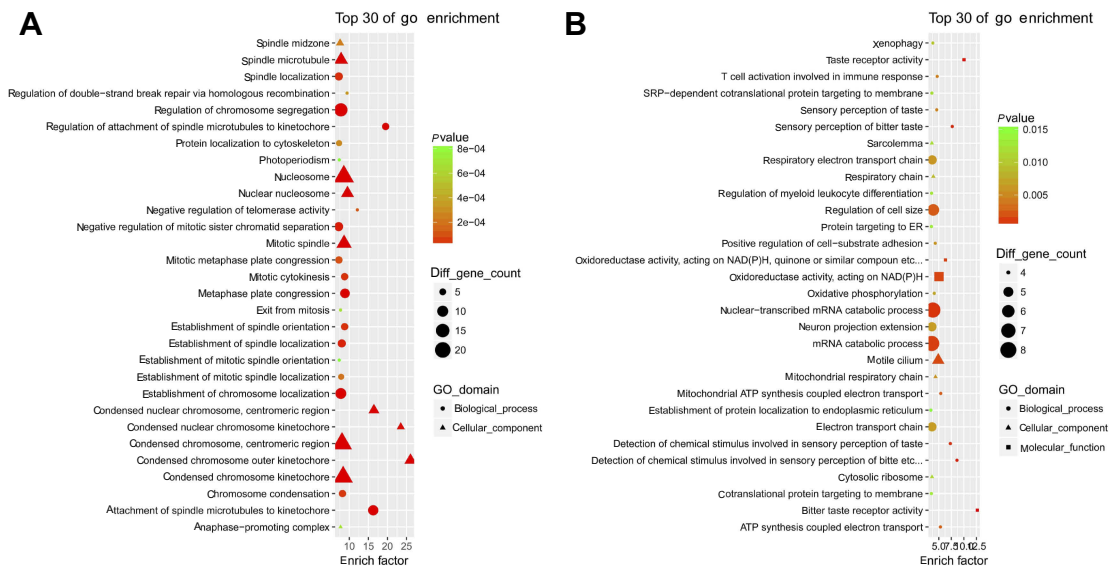 A
Top 30 of go enrichment
Spindle midzone
Spindle microtubule
Spindle localization
Regulation of double-strand break repair via homologous recombination
Regulation of chromosome segregation
Regulation of attachment of spindle microtubules to kinetochore
Protein localization to cytoskeleton
Photoperiodism
Nucleosome
Nuclear nucleosome
Negative regulation of telomerase activity
Negative regulation of mitotic sister chromatid separation
Mitotic spindle
Mitotic metaphase plate congression
Mitotic cytokinesis
Metaphase plate congression
Exit from mitosis
Establishment of spindle orientation
Establishment of spindle localization
Establishment of mitotic spindle orientation
Establishment of mitotic spindle localization
Establishment of chromosome localization
Condensed nuclear chromosome, centromeric region
Condensed nuclear chromosome kinetochore
Condensed chromosome, centromeric region
Condensed chromosome outer kinetochore
Condensed chromosome kinetochore
Chromosome condensation
Attachment of spindle microtubules to kinetochore
Anaphase-promoting complex
10 15 20 25
Enrich factor
Pvalue
8e-04
6e-04
4e-04
2e-04
Diff_gene_count
5
10
15
20
GO_domain
Biological_process
Cellular_component
B
Top 30 of go enrichment
Xenophagy
Taste receptor activity
T cell activation involved in immune response
SRP-dependent cotranslational protein targeting to membrane
Sensory perception of taste
Sensory perception of bitter taste
Sarcolemma
Respiratory electron transport chain
Respiratory chain
Regulation of myeloid leukocyte differentiation
Regulation of cell size
Protein targeting to ER
Positive regulation of cell-substrate adhesion
Oxidoreductase activity, acting on NAD(P)H, quinone or similar compoun etc...
Oxidoreductase activity, acting on NAD(P)H
Oxidative phosphorylation
Nuclear-transcribed mRNA catabolic process
Neuron projection extension
mRNA catabolic process
Motile cilium
Mitochondrial respiratory chain
Mitochondrial ATP synthesis coupled electron transport
Establishment of protein localization to endoplasmic reticulum
Electron transport chain
Detection of chemical stimulus involved in sensory perception of taste
Detection of chemical stimulus involved in sensory perception of bitte etc...
Cytosolic ribosome
Cotranslational protein targeting to membrane
Bitter taste receptor activity
ATP synthesis coupled electron transport
5.0 7.5 10.0 12.5
Enrich factor
Pvalue
0.015
0.010
0.005
Diff_gene_count
4
5
6
7
8
GO_domain
Biological_process
Cellular_component
Molecular_function